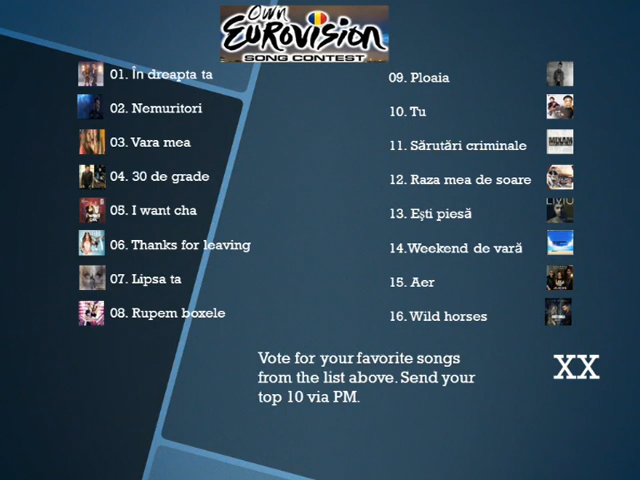 Own
Eurovision
SONG CONTEST
01. În dreapta ta
02. Nemuritori
03. Vara mea
04. 30 de grade
05. I want cha
06. Thanks for leaving
07. Lipsa ta
08. Rupem boxele
09. Ploaia
10. Tu
11. Sărutări criminale
12. Raza mea de soare
13. Ești piesă
14.Weekend de vară
15. Aer
16. Wild horses
LIVIU
Vote for your favorite songs
from the list above. Send your
top 10 via PM.
XX